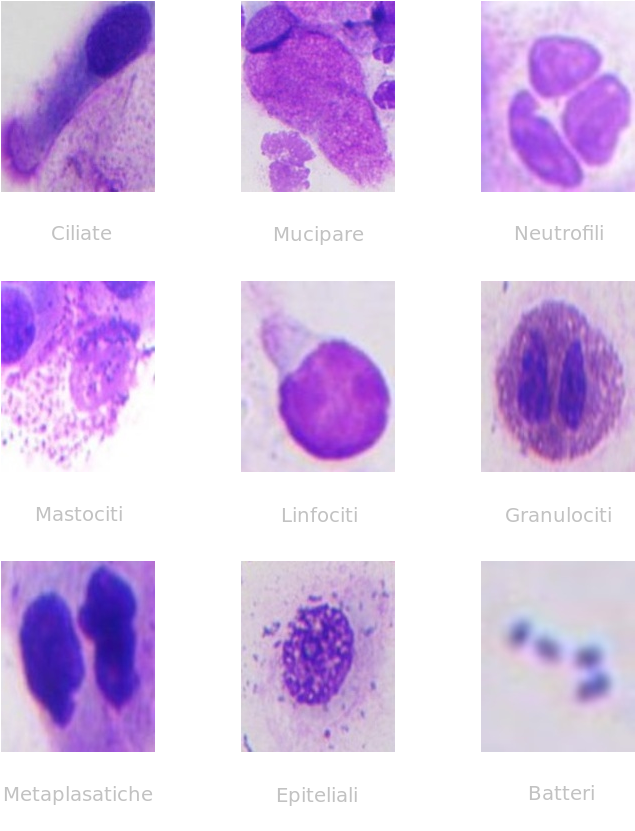 Ciliate
Mucipare
Neutrofili
Mastociti
Linfociti
Granulociti
Metaplasatiche
Epiteliali
Batteri